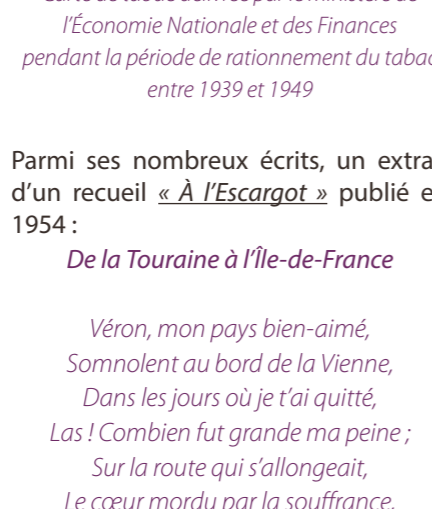 l'Économie Nationale et des Finances
pendant la période de rationnement du tabac
entre 1939 et 1949
Parmi ses nombreux écrits, un extra
d'un recueil « À l'Escargot » publié e
1954 :
De la Touraine à l'Île-de-France
Véron, mon pays bien-aimé,
Somnolent au bord de la Vienne,
Dans les jours où je t'ai quitté,
Las ! Combien fut grande ma peine ;
Sur la route qui s'allongeait,
Le cœur mordu par la souffrance,